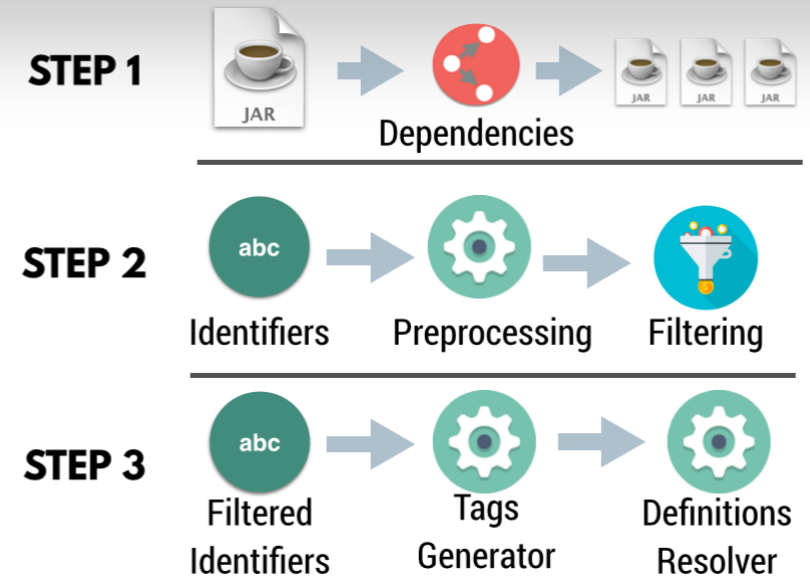 STEP 1
JAR
JAR
JAR
JAR
Dependencies
STEP 2
abc
Identifiers
Preprocessing
$
Filtering
STEP 3
abc
Filtered
Identifiers
Tags
Generator
Definitions
Resolver